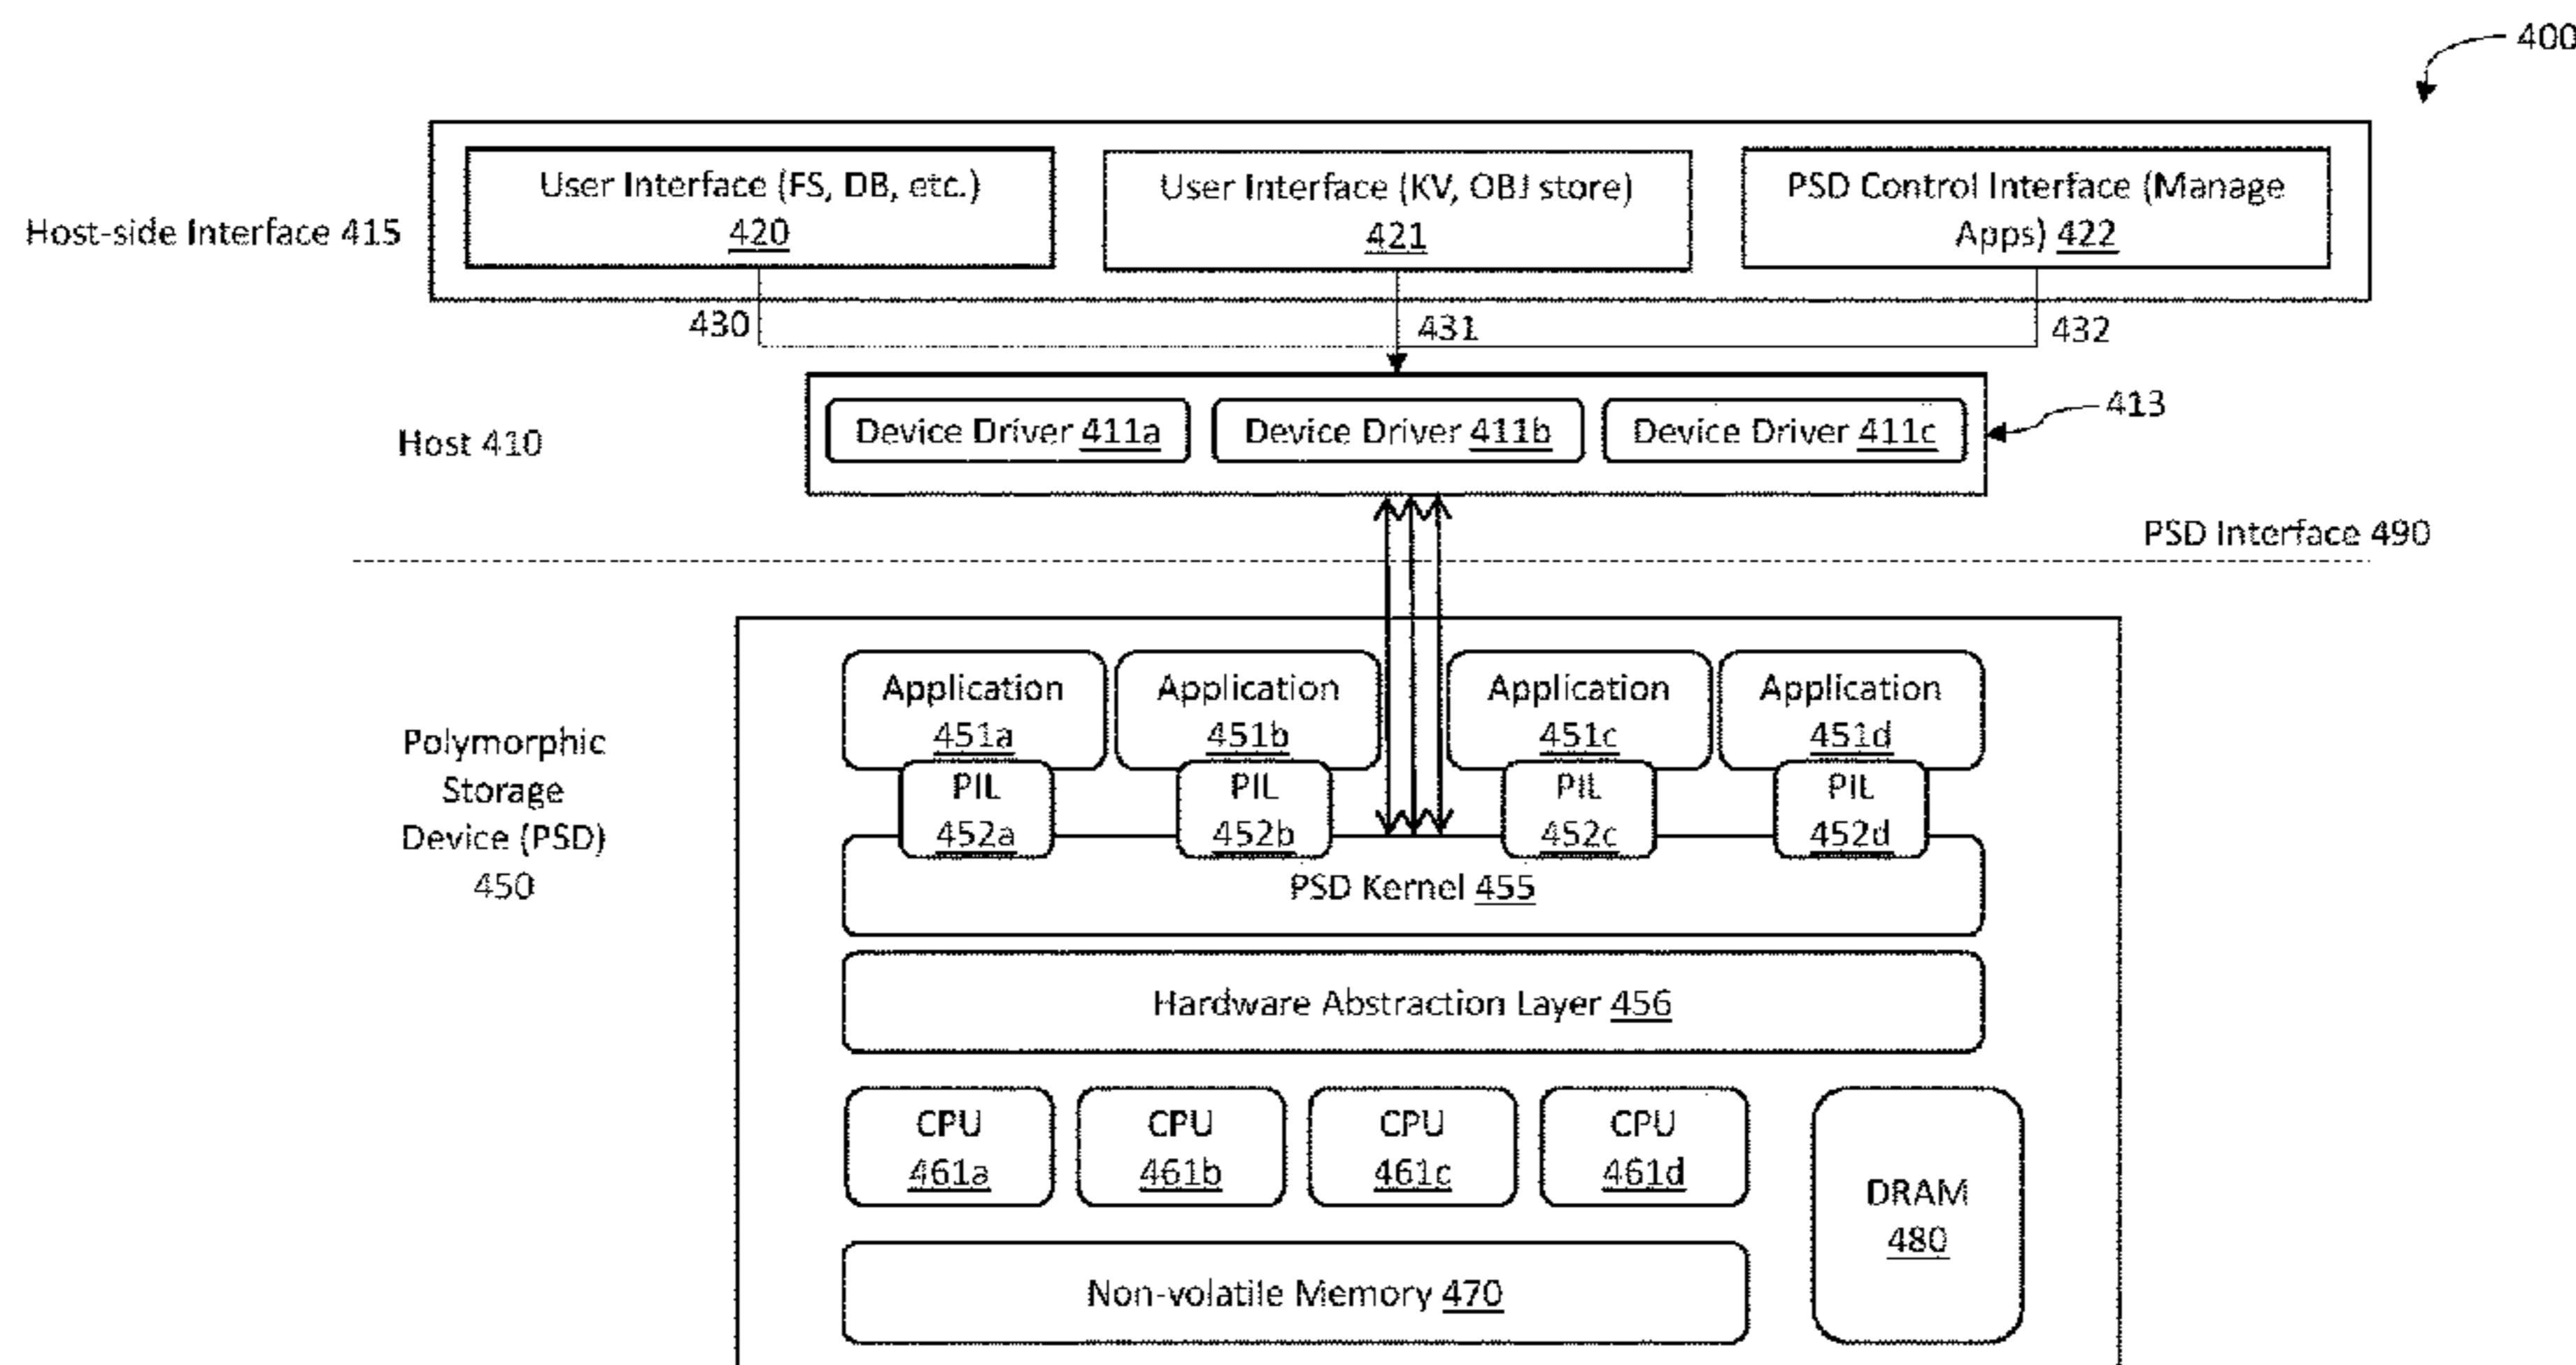 400
User Interface (FS, DB, etc.)
420
User Interface (KV, OBJ store)
421
PSD Control Interface (Manage
Apps) 422
Host-side Interface 415
430
431
432
Host 410
Device Driver 411a
Device Driver 411b
Device Driver 411c
413
PSD Interface 490
Polymorphic
Storage
Device (PSD)
450
Application
451a
Application
451b
Application
451c
Application
451d
PIL
452a
PIL
452b
PIL
452c
PIL
452d
PSD Kernel 455
Hardware Abstraction Layer 456
CPU
461a
CPU
461b
CPU
461c
CPU
461d
DRAM
480
Non-volatile Memory 470